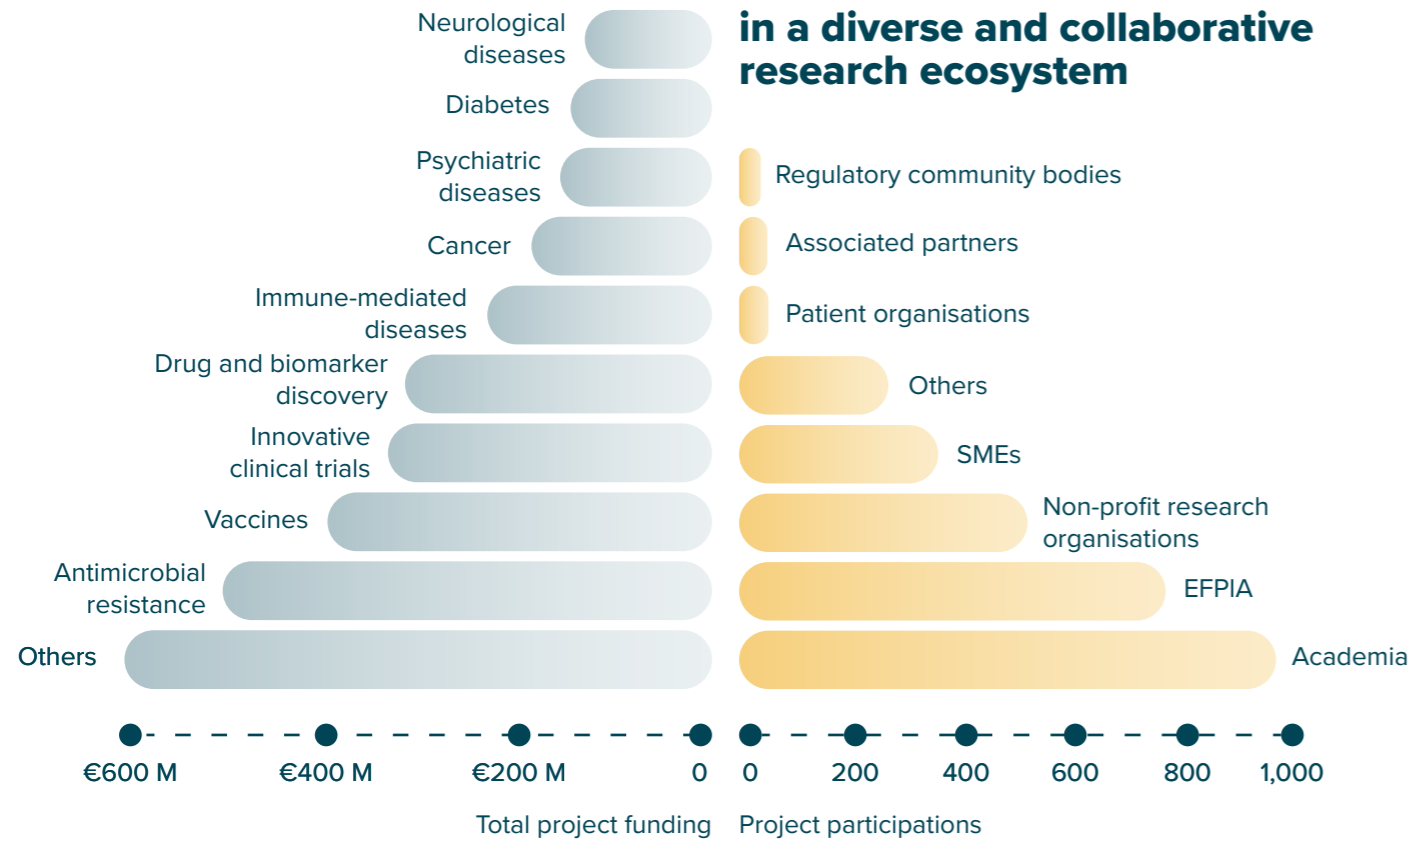 in a diverse and collaborative
research ecosystem
Neurological
diseases
Diabetes
Psychiatric
diseases
Cancer
Immune-mediated
diseases
Drug and biomarker
discovery
Innovative
clinical trials
Vaccines
Antimicrobial
resistance
Others
€600 M
€400 M
€200 M
0
Total project funding
Regulatory community bodies
Associated partners
Patient organisations
Others
SMEs
Non-profit research
organisations
EFPIA
Academia
0
200
400
600
800
1,000
Project participations